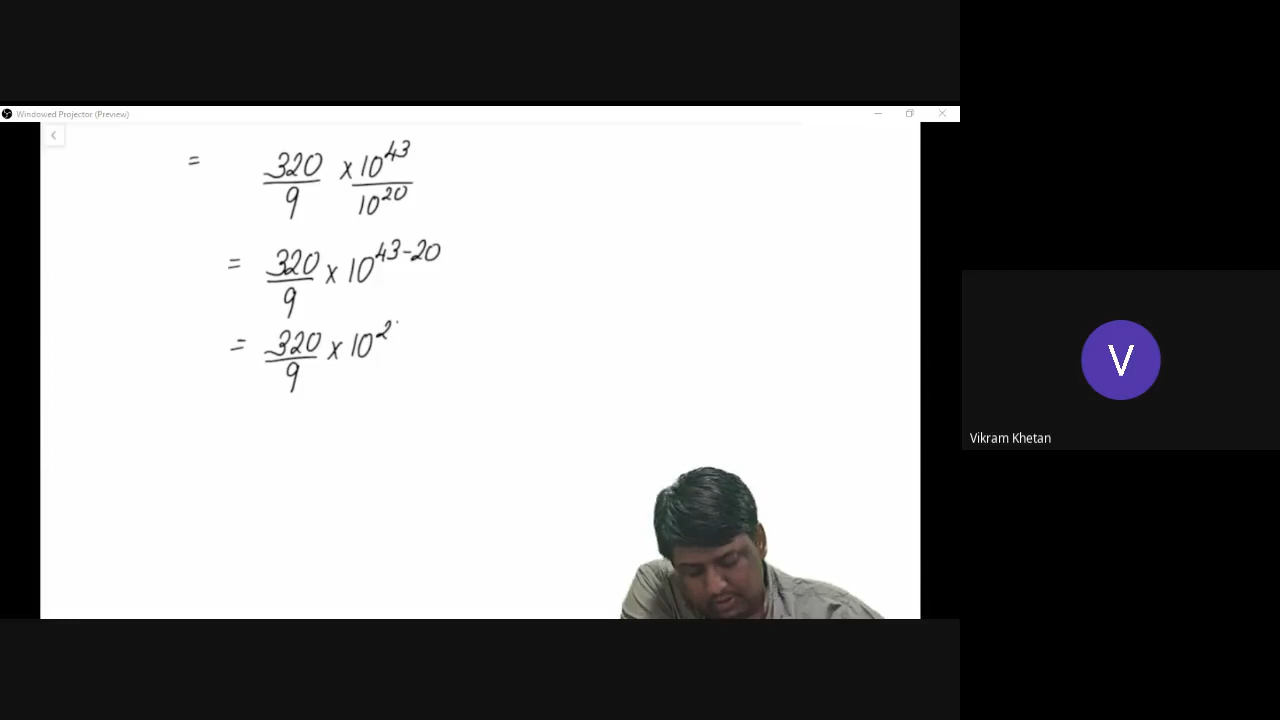 Windowed Projector (Preview)
= 320/9 × 10^43/10^20
= 320/9 × 10^43-20
= 320/9 × 10^2
V
Vikram Khetan